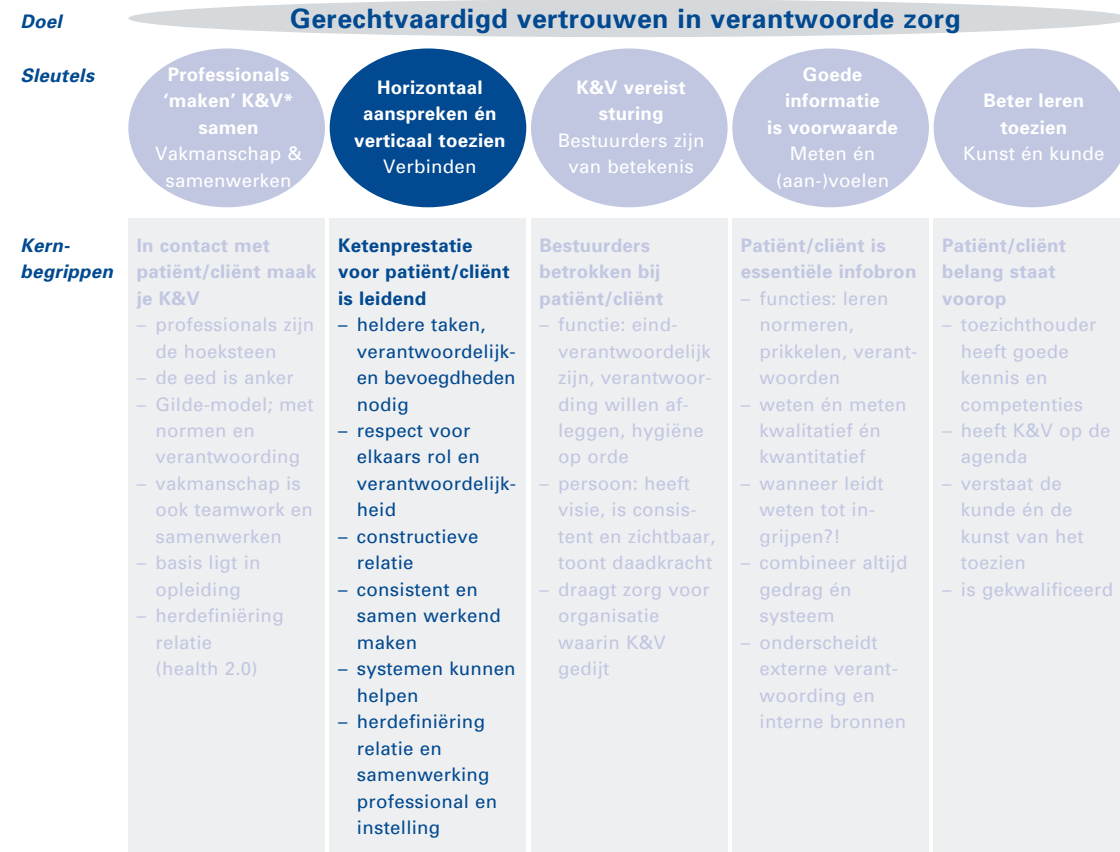 Doel
Gerechtvaardigd vertrouwen in verantwoorde zorg
Sleutels
Professionals
‘maken’ K&V*
samen
Vakmanschap &
samenwerken
Horizontaal
aanspreken én
verticaal toezien
Verbinden
K&V vereist
sturing
Bestuurders zijn
van betekenis
Goede
informatie
is voorwaarde
Meten én
(aan-)voelen
Beter leren
toezien
Kunst én kunde
Kern-
begrippen
In contact met
patiënt/cliënt maak
je K&V
– professionals zijn
de hoeksteen
– de eed is anker
– Gilde-model; met
normen en
verantwoording
– vakmanschap is
ook teamwork en
samenwerken
– basis ligt in
opleiding
– herdefiniëring
relatie
(health 2.0)
Ketenprestatie
voor patiënt/cliënt
is leidend
– heldere taken,
verantwoordelijk-
en bevoegdheden
nodig
– respect voor
elkaars rol en
verantwoordelijk-
heid
– constructieve
relatie
– consistent en
samen werkend
maken
– systemen kunnen
helpen
– herdefiniëring
relatie en
samenwerking
professional en
instelling
Bestuurders
betrokken bij
patiënt/cliënt
– functie: eind-
verantwoordelijk
zijn, verantwoor-
ding willen af-
leggen, hygiëne
op orde
– persoon: heeft
visie, is consis-
tent en zichtbaar,
toont daadkracht
– draagt zorg voor
organisatie
waarin K&V
gedijt
Patiënt/cliënt is
essentiële infobron
– functies: leren
normeren,
prikkelen, verant-
woorden
– weten én meten
kwalitatief én
kwantitatief
– wanneer leidt
weten tot in-
grijpen?!
– combineer altijd
gedrag én
systeem
– onderscheidt
externe verant-
woording en
interne bronnen
Patiënt/cliënt
belang staat
voorop
– toezichthouder
heeft goede
kennis en
competenties
– heeft K&V op de
agenda
– verstaat de
kunde én de
kunst van het
toezien
– is gekwalificeerd